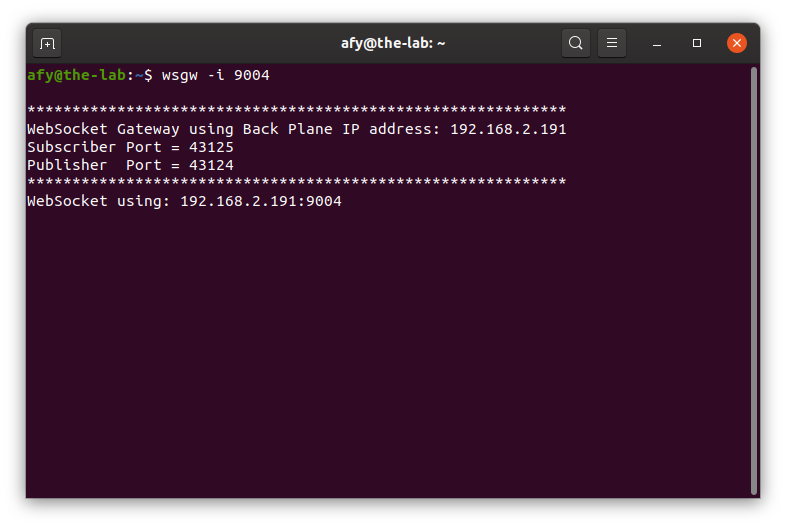 afy@the-lab: ~
afy@the-lab:~$ wsgw -i 9004
************************************************************
WebSocket Gateway using Back Plane IP address: 192.168.2.191
Subscriber Port = 43125
Publisher  Port = 43124
************************************************************
WebSocket using: 192.168.2.191:9004